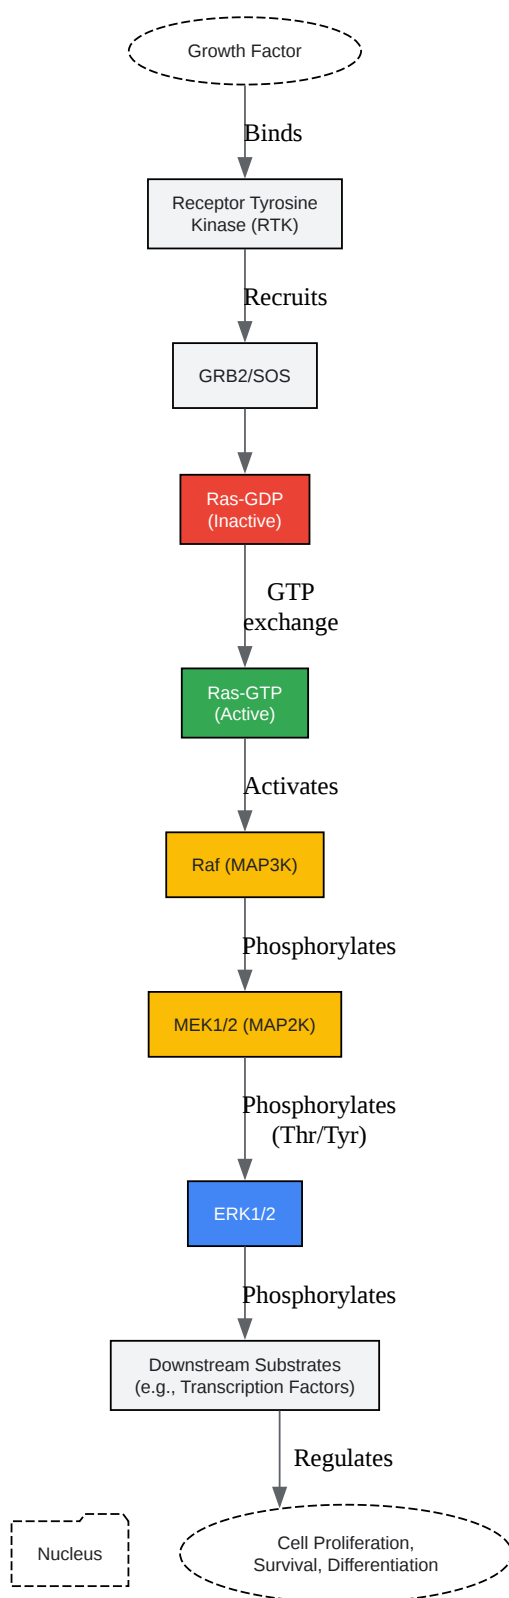 Growth Factor
Binds
Receptor Tyrosine
Kinase (RTK)
Recruits
GRB2/SOS
Ras-GDP
(Inactive)
GTP
exchange
Ras-GTP
(Active)
Activates
Raf (MAP3K)
Phosphorylates
MEK1/2 (MAP2K)
Phosphorylates
(Thr/Tyr)
ERK1/2
Phosphorylates
Downstream Substrates
(e.g., Transcription Factors)
Regulates
Nucleus
Cell Proliferation,
Survival, Differentiation